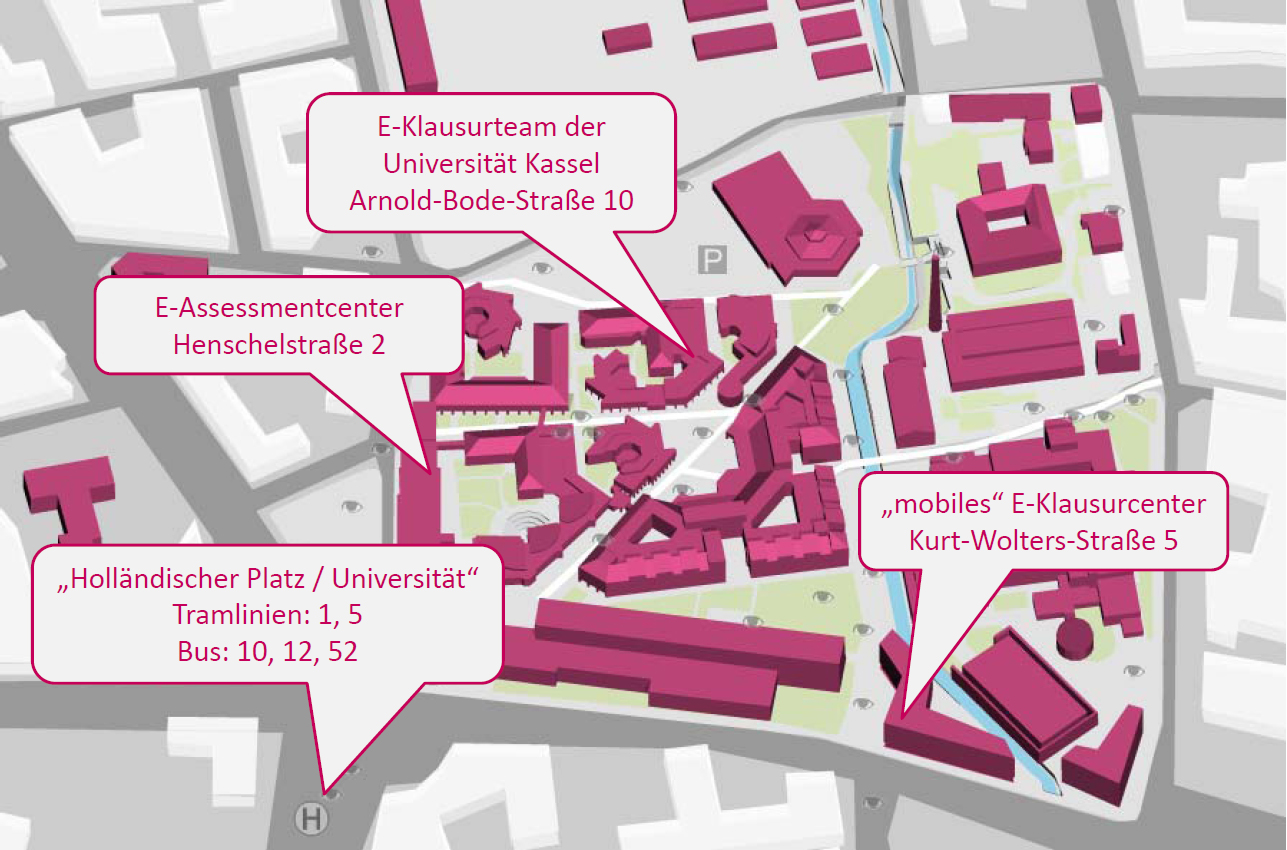 E-Klausurteam der
Universität Kassel
Arnold-Bode-Straße 10
P
E-Assessmentcenter
Henschelstraße 2
„mobiles“ E-Klausurcenter
Kurt-Wolters-Straße 5
„Holländischer Platz / Universität“
Tramlinien: 1, 5
Bus: 10, 12, 52
H